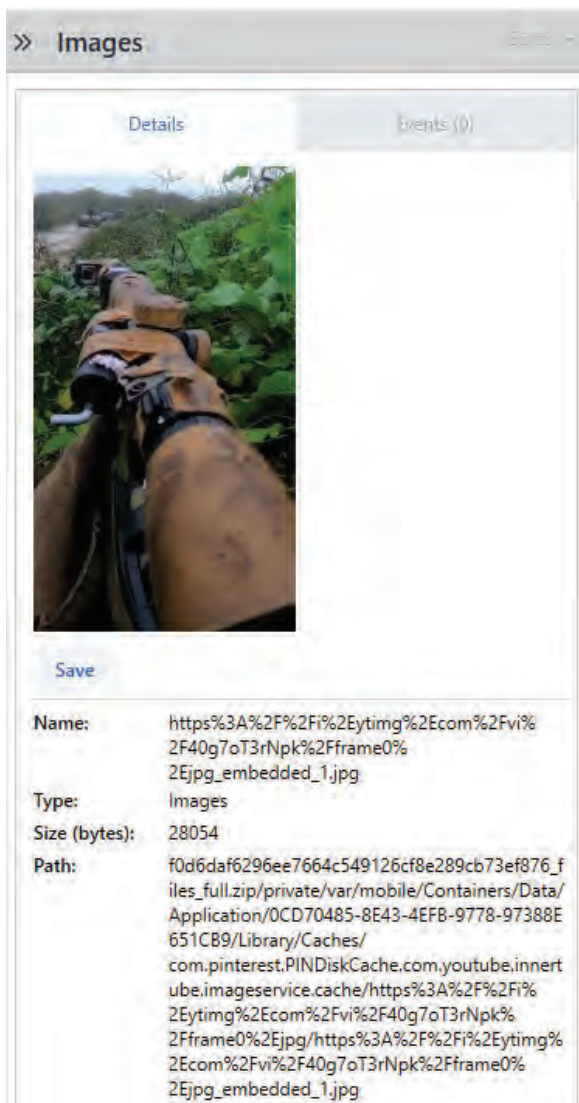 » Images
Details
Events (0)
Save
Name: https%3A%2F%2Fi%2Eytimg%2Ecom%2Fvi%
2F40g7oT3rNpk%2Fframe0%
2Ejpg_embedded_1.jpg
Type: Images
Size (bytes): 28054
Path: f0d6daf6296ee7664c549126cf8e289cb73ef876_f
iles_full.zip/private/var/mobile/Containers/Data/
Application/0CD70485-8E43-4EFB-9778-97388E
651CB9/Library/Caches/
com.pinterest.PINDiskCache.com.youtube.innert
ube.imageservice.cache/https%3A%2F%2Fi%
2Eytimg%2Ecom%2Fvi%2F40g7oT3rNpk%
2Fframe0%2Ejpg/https%3A%2F%2Fi%2Eytimg%
2Ecom%2Fvi%2F40g7oT3rNpk%2Fframe0%
2Ejpg_embedded_1.jpg